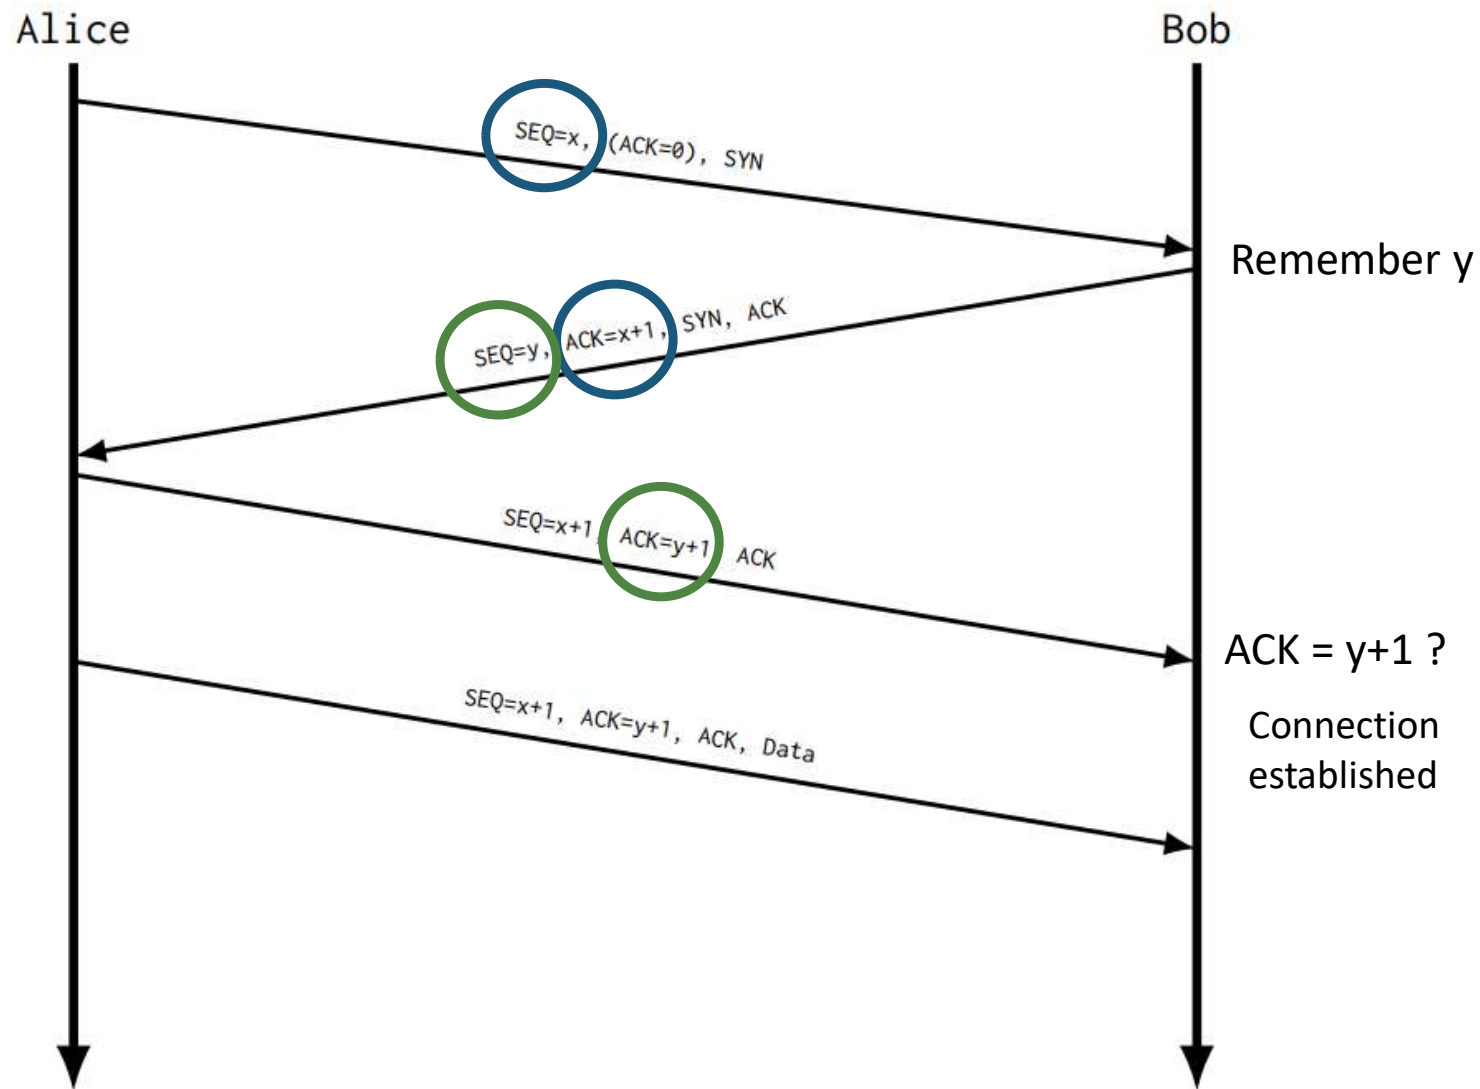 Alice
Bob
SEQ=x, (ACK=0), SYN
Remember y
SEQ=y, ACK=x+1, SYN, ACK
SEQ=x+1, ACK=y+1 ACK
ACK = y+1 ?
SEQ=x+1, ACK=y+1, ACK, Data
Connection
established